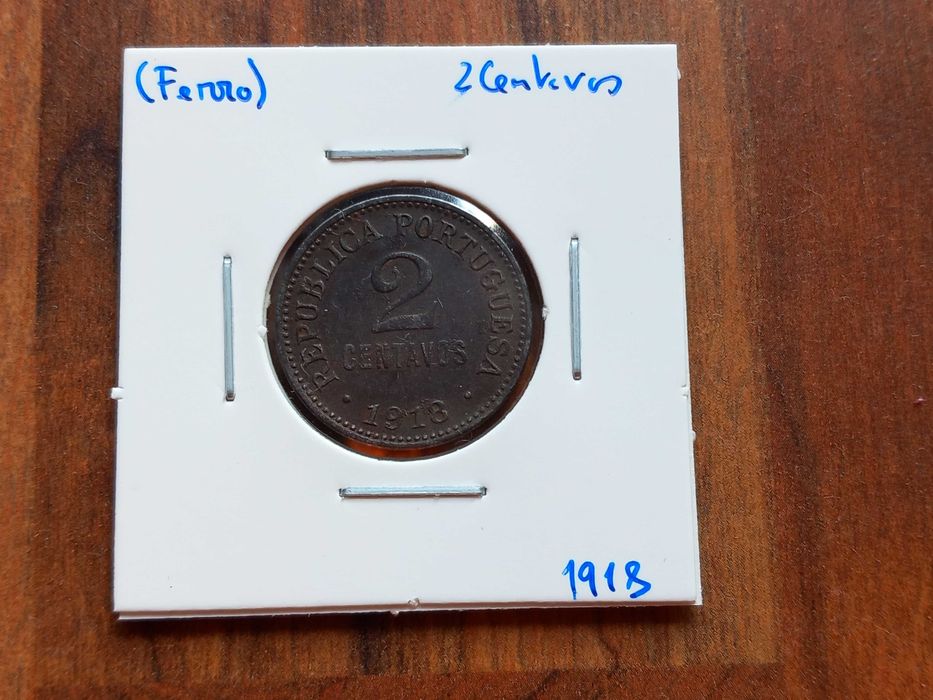 (Ferro) 2 Centavos
REPUBLICA PORTUGUESA
2
CENTAVOS
· 1918 ·
1918